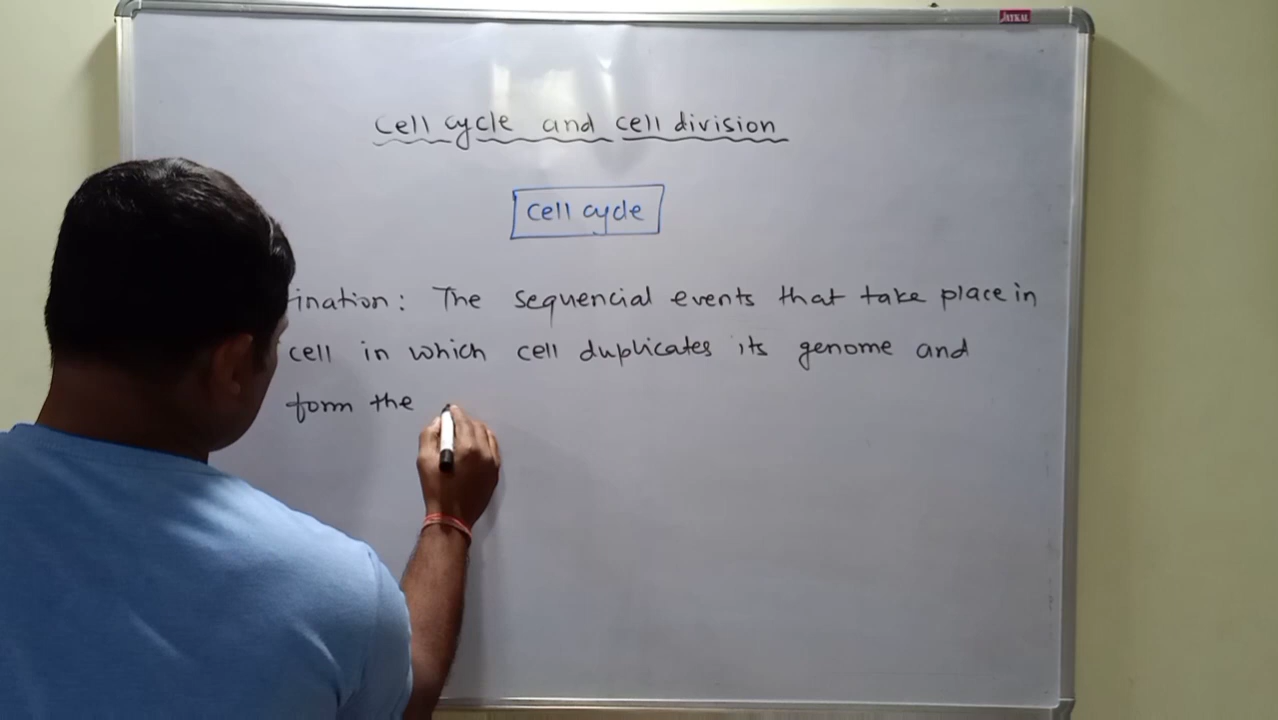 JAYKAL
Cell cycle and cell division
Cell cycle
ination: The sequencial events that take place in
cell in which cell duplicates its genome and
form the